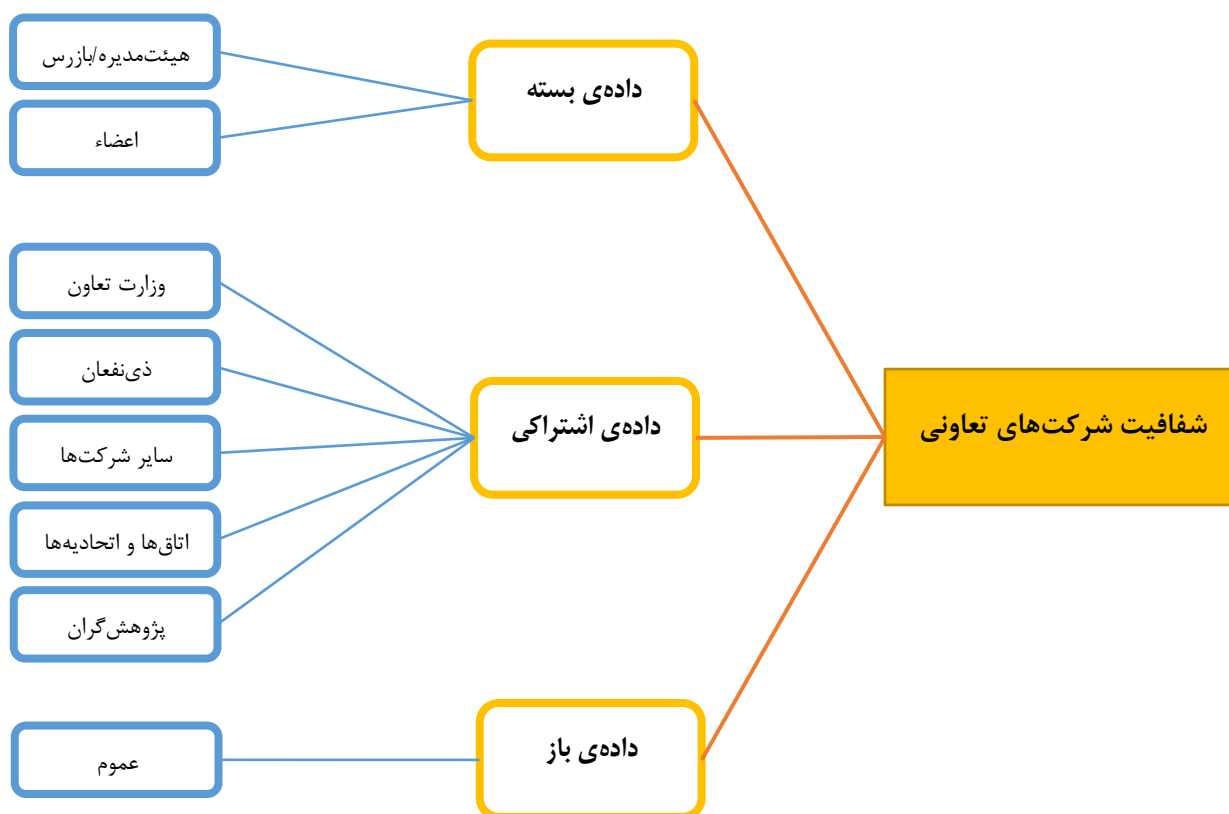 شفافیت شرکت‌های تعاونی
داده‌ی بسته
هیئت‌مدیره/بازرس
اعضاء
داده‌ی اشتراکی
وزارت تعاون
ذی‌نفعان
سایر شرکت‌ها
اتاق‌ها و اتحادیه‌ها
پژوهش‌گران
داده‌ی باز
عموم